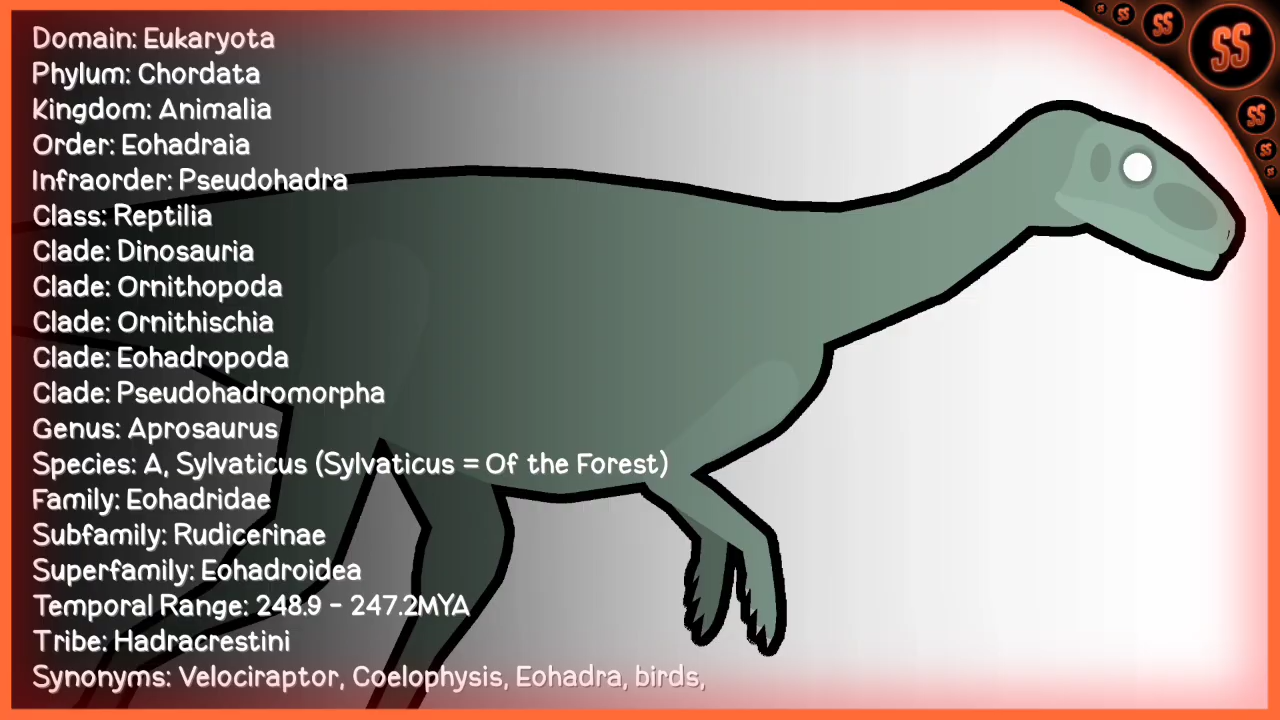 Domain: Eukaryota
Phylum: Chordata
Kingdom: Animalia
Order: Eohadraia
Infraorder: Pseudohadra
Class: Reptilia
Clade: Dinosauria
Clade: Ornithopoda
Clade: Ornithischia
Clade: Eohadropoda
Clade: Pseudohadromorpha
Genus: Aprosaurus
Species: A, Sylvaticus (Sylvaticus = Of the Forest)
Family: Eohadridae
Subfamily: Rudicerinae
Superfamily: Eohadroidea
Temporal Range: 248.9 - 247.2MYA
Tribe: Hadracrestini
Synonyms: Velociraptor, Coelophysis, Eohadra, birds,
SS
SS
SS
SS
SS
SS
SS